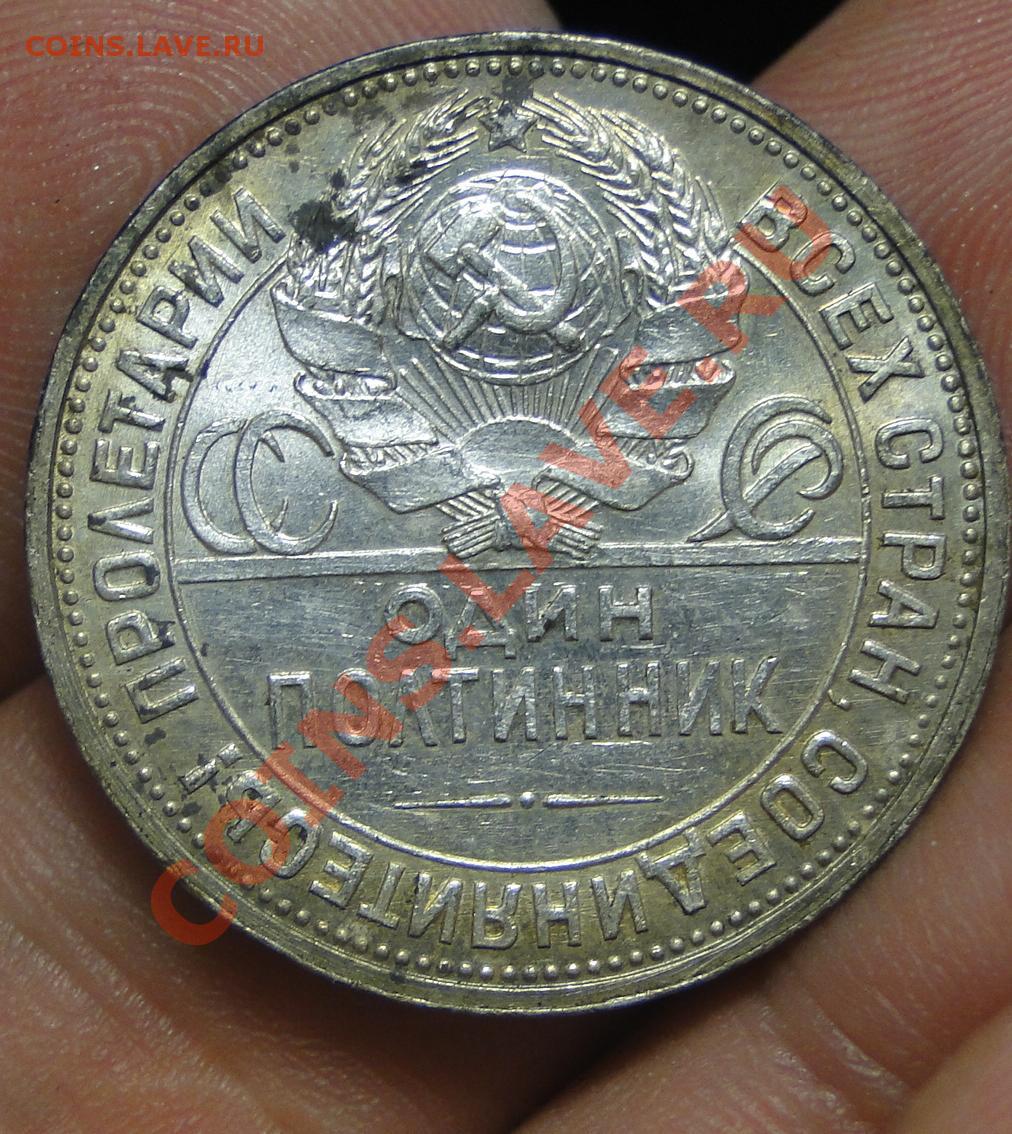 COINS.LAVE.RU
ПРОЛЕТАРИИ ВСЕХ СТРАН, СОЕДИНЯЙТЕСЬ!
СССР
ОДИН
ПОЛТИННИК
COINS.LAVE.RU